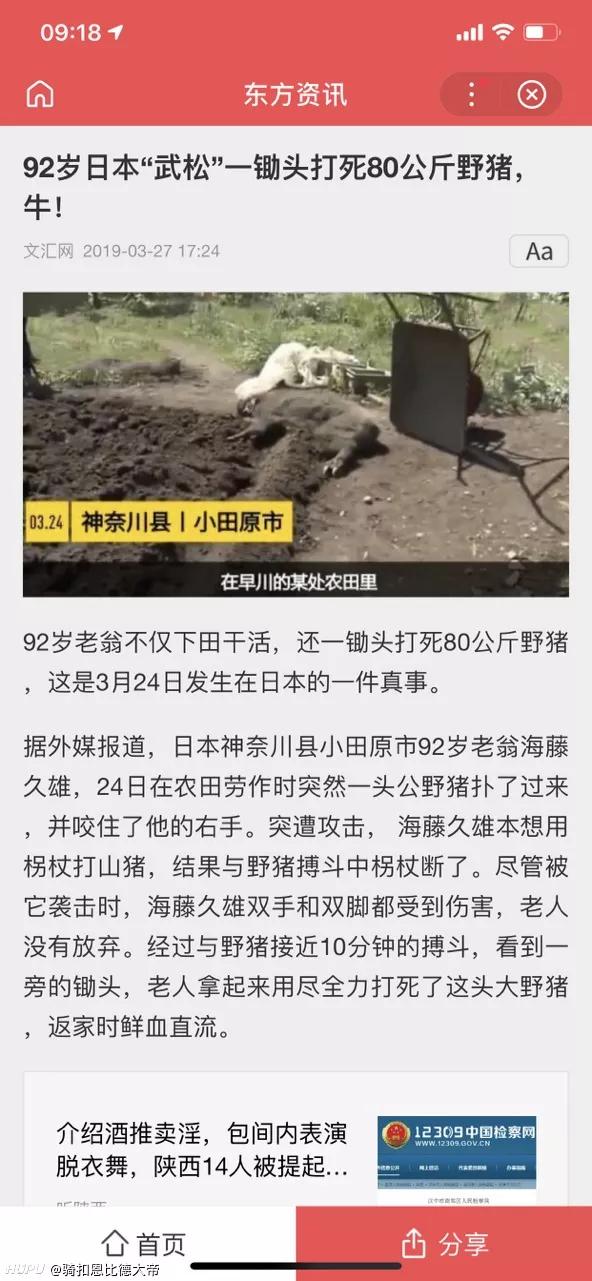 09:18
东方资讯
92岁日本“武松”一锄头打死80公斤野猪，
牛！
文汇网 2019-03-27 17:24
Aa
03.24 神奈川县 | 小田原市
在早川的某处农田里
92岁老翁不仅下田干活，还一锄头打死80公斤野猪
，这是3月24日发生在日本的一件真事。
据外媒报道，日本神奈川县小田原市92岁老翁海藤
久雄，24日在农田劳作时突然一头公野猪扑了过来
，并咬住了他的右手。突遭攻击， 海藤久雄本想用
拐杖打山猪，结果与野猪搏斗中拐杖断了。尽管被
它袭击时，海藤久雄双手和双脚都受到伤害，老人
没有放弃。经过与野猪接近10分钟的搏斗，看到一
旁的锄头，老人拿起来用尽全力打死了这头大野猪
，返家时鲜血直流。
介绍酒推卖淫，包间内表演
脱衣舞，陕西14人被提起...
12309中国检察网
WWW.12309.GOV.CN
首页
分享
HUPU @骑扣恩比德大帝